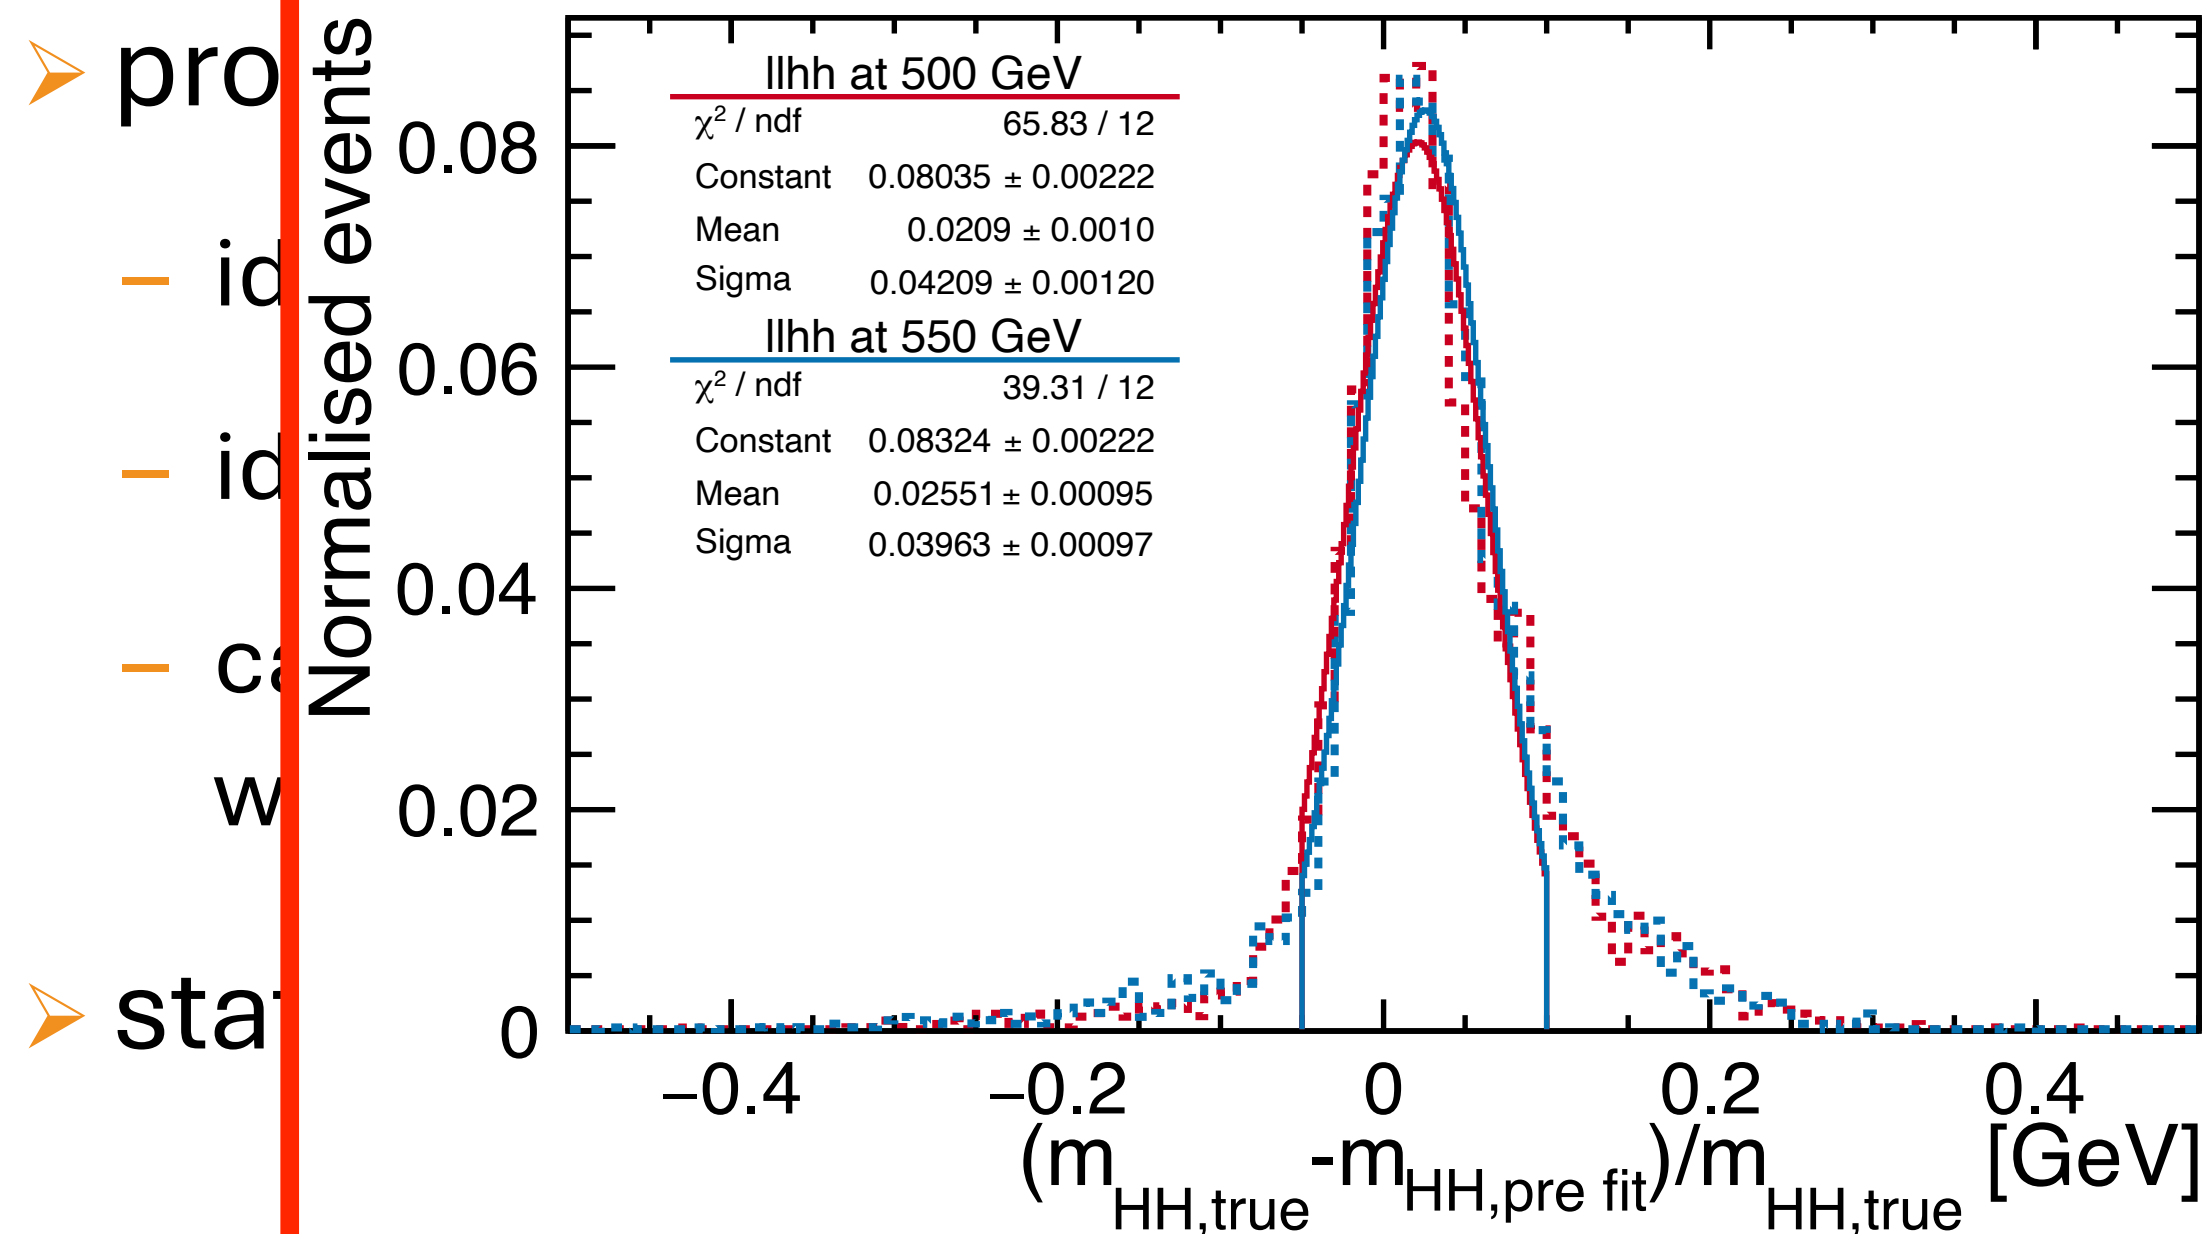 pro
id
id
ca
w
sta
Normalised events
0.08
0.06
0.04
0.02
0
llhh at 500 GeV
χ² / ndf 65.83 / 12
Constant 0.08035 ± 0.00222
Mean 0.0209 ± 0.0010
Sigma 0.04209 ± 0.00120
llhh at 550 GeV
χ² / ndf 39.31 / 12
Constant 0.08324 ± 0.00222
Mean 0.02551 ± 0.00095
Sigma 0.03963 ± 0.00097
−0.4 −0.2 0 0.2 0.4
(m_HH,true -m_HH,pre fit)/m_HH,true [GeV]